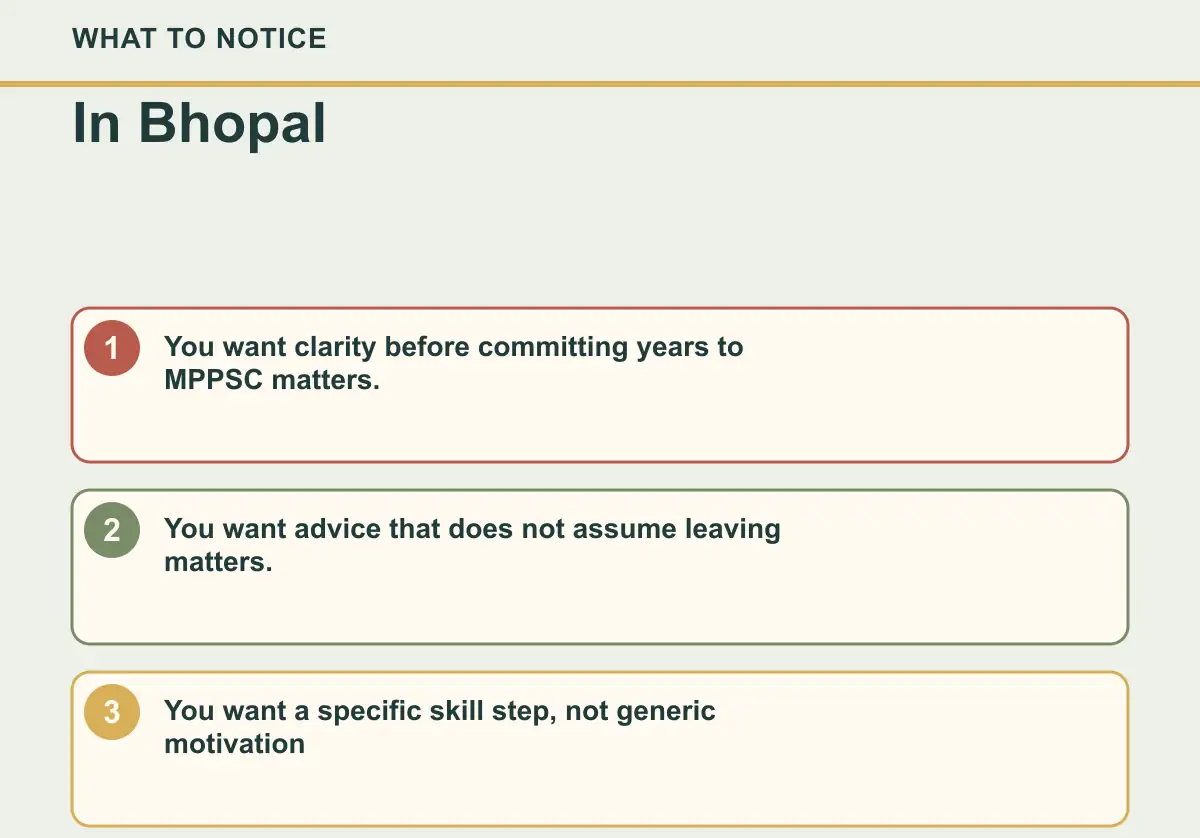 WHAT TO NOTICE
In Bhopal
1
You want clarity before committing years to
MPPSC matters.
2
You want advice that does not assume leaving
matters.
3
You want a specific skill step, not generic
motivation